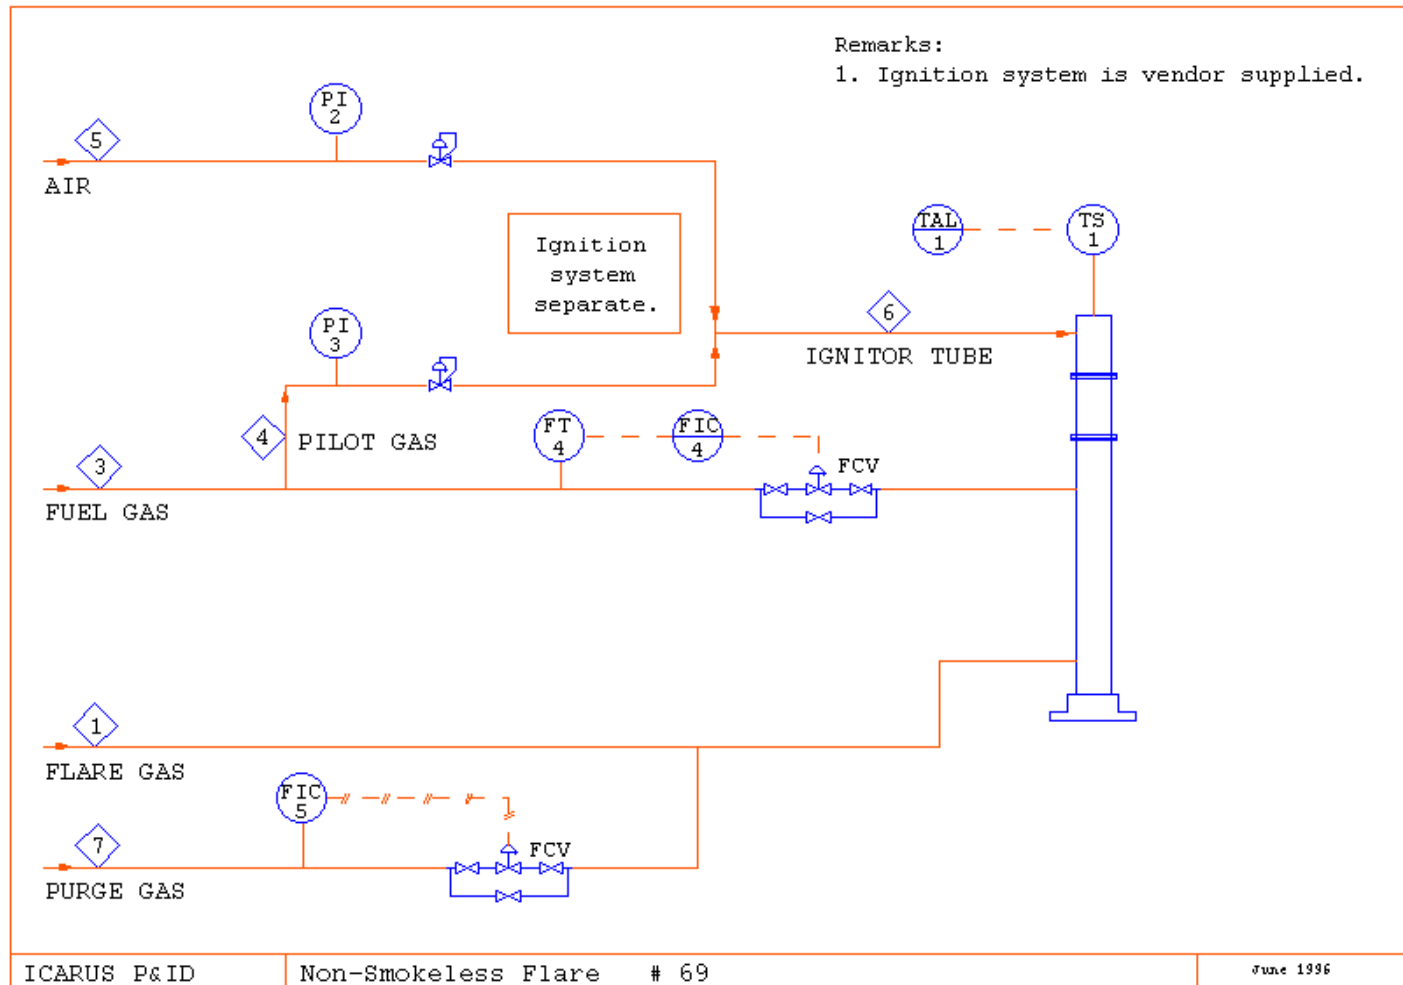 Remarks:
1. Ignition system is vendor supplied.
PI
2
5
AIR
Ignition
system
separate.
TAL
1
TS
1
6
IGNITOR TUBE
PI
3
4
PILOT GAS
FT
4
FIC
4
FCV
3
FUEL GAS
1
FLARE GAS
FIC
5
FCV
7
PURGE GAS
ICARUS P&ID
Non-Smokeless Flare # 69
June 1996